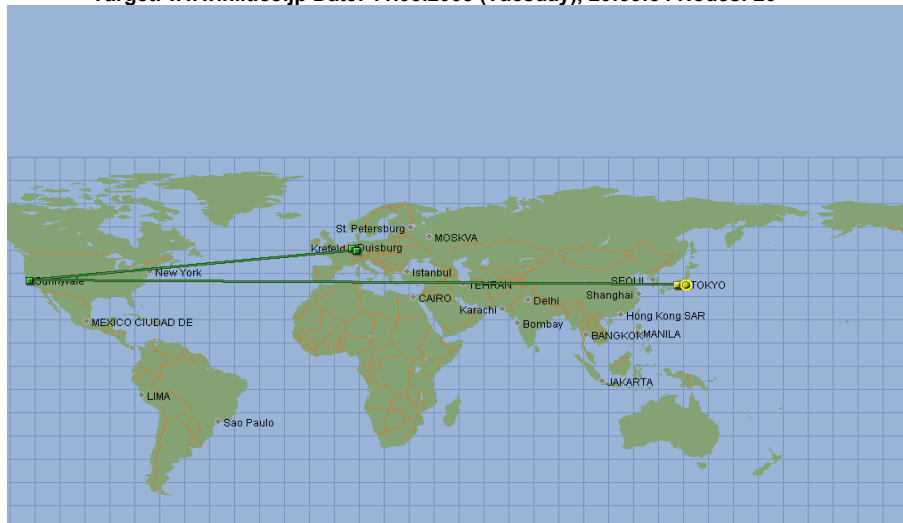 St. Petersburg
MOSKVA
Krefeld
Duisburg
New York
Istanbul
Sunnyvale
TEHRAN
SEOUL
TOKYO
CAIRO
Delhi
Shanghai
Karachi
Hong Kong SAR
MEXICO CIUDAD DE
Bombay
BANGKOK
MANILA
JAKARTA
LIMA
Sao Paulo